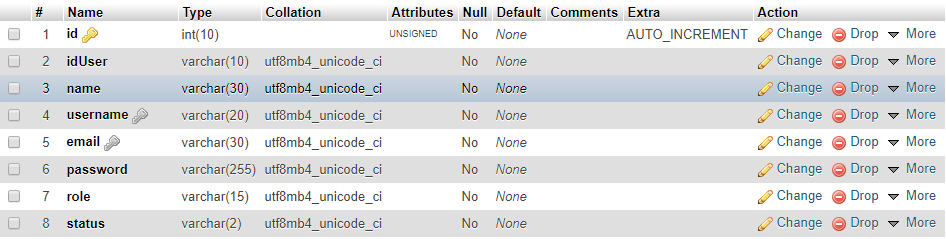 # Name Type Collation Attributes Null Default Comments Extra Action
1 id int(10) UNSIGNED No None AUTO_INCREMENT Change Drop More
2 idUser varchar(10) utf8mb4_unicode_ci No None Change Drop More
3 name varchar(30) utf8mb4_unicode_ci No None Change Drop More
4 username varchar(20) utf8mb4_unicode_ci No None Change Drop More
5 email varchar(30) utf8mb4_unicode_ci No None Change Drop More
6 password varchar(255) utf8mb4_unicode_ci No None Change Drop More
7 role varchar(15) utf8mb4_unicode_ci No None Change Drop More
8 status varchar(2) utf8mb4_unicode_ci No None Change Drop More